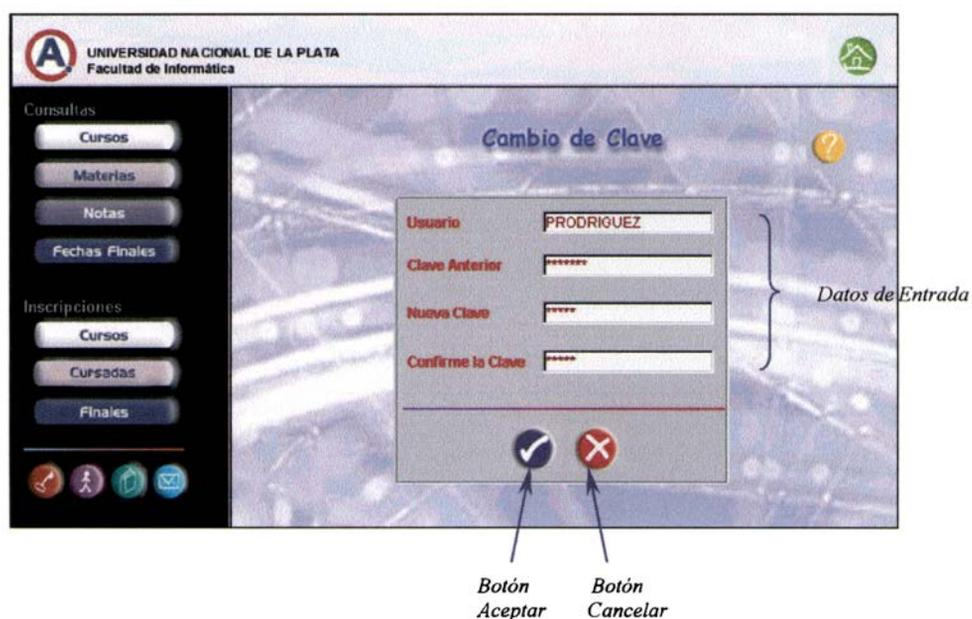 UNIVERSIDAD NACIONAL DE LA PLATA
Facultad de Informática
Consultas
Cursos
Materias
Notas
Fechas Finales
Inscripciones
Cursos
Cursadas
Finales
Cambio de Clave
?
Usuario PRODRIGUEZ
Clave Anterior *******
Nueva Clave *****
Confirme la Clave *****
Datos de Entrada
Botón Aceptar
Botón Cancelar